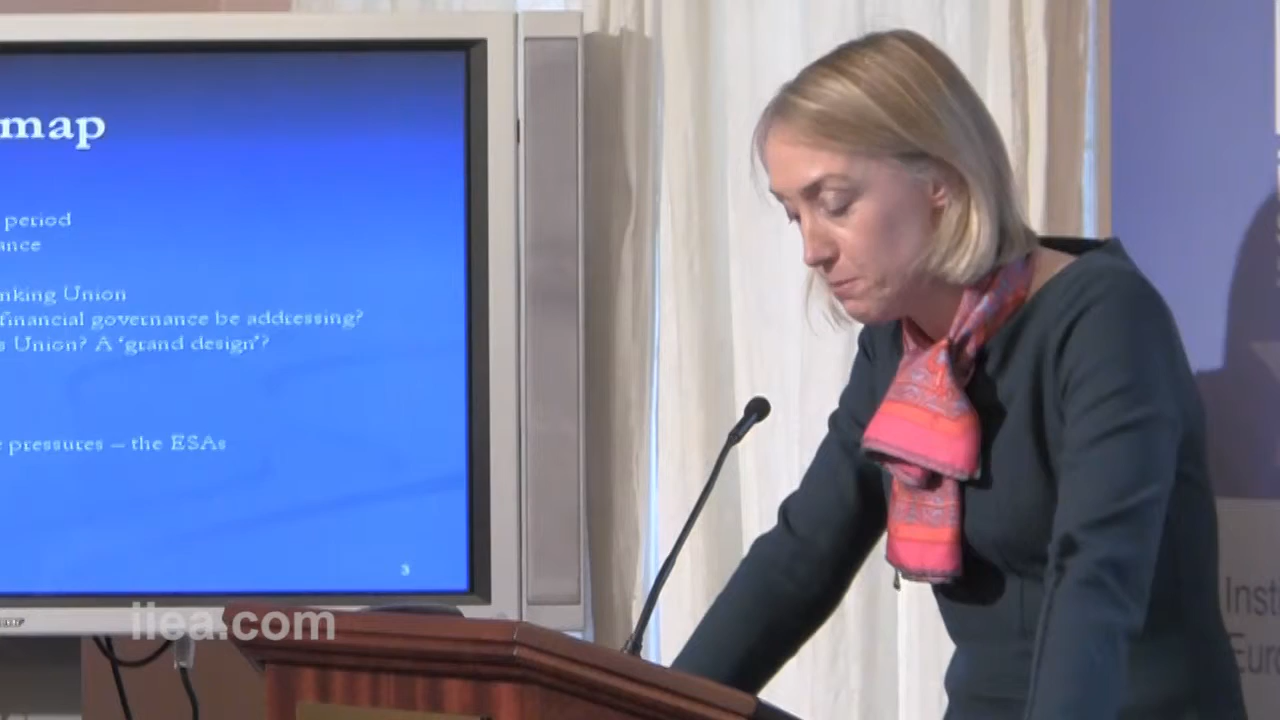 map
period
ance
nking Union
financial governance be addressing?
s Union? A 'grand design'?
pressures – the ESAs
3
iiea.com
Inst
Euro